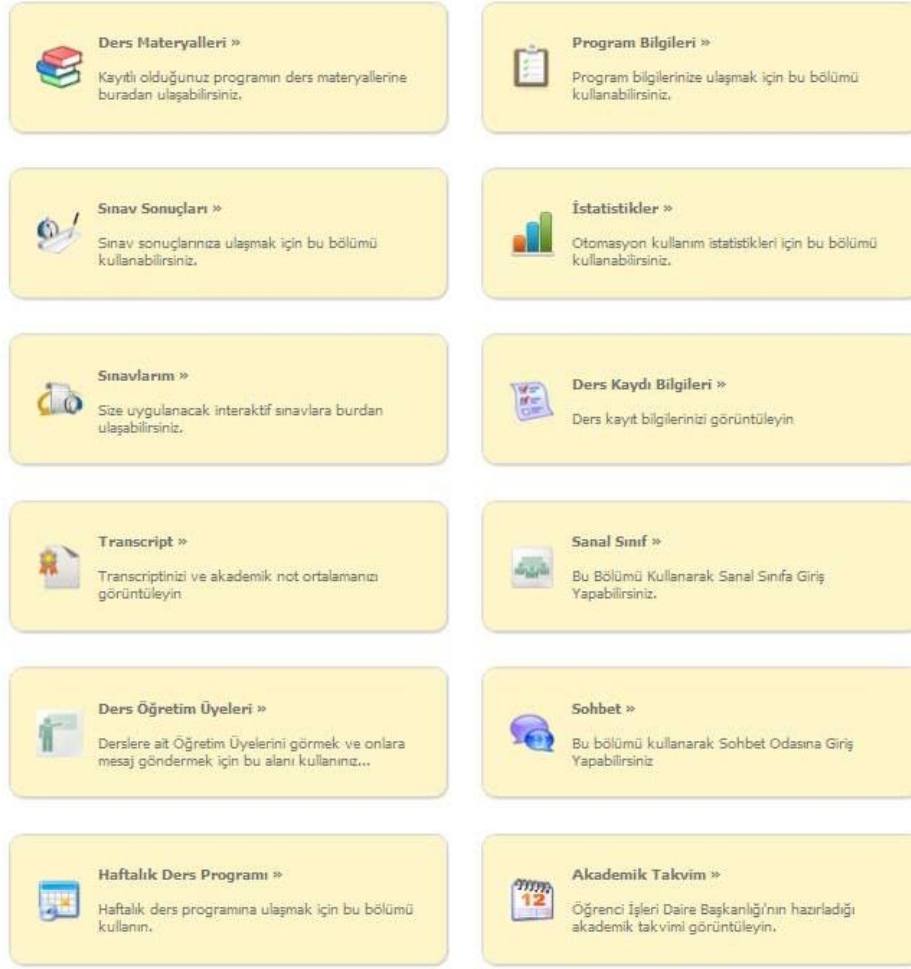 Ders Materyalleri »
Kayıtlı olduğunuz programın ders materyallerine
buradan ulaşabilirsiniz.
Program Bilgileri »
Program bilgilerinize ulaşmak için bu bölümü
kullanabilirsiniz.
Sınav Sonuçları »
Sınav sonuçlarınıza ulaşmak için bu bölümü
kullanabilirsiniz.
İstatistikler »
Otomasyon kullanım istatistikleri için bu bölümü
kullanabilirsiniz.
Sınavlarım »
Size uygulanacak interaktif sınavlara burdan
ulaşabilirsiniz.
Ders Kaydı Bilgileri »
Ders kayıt bilgilerinizi görüntüleyin
Transcript »
Transcriptinizi ve akademik not ortalamanızı
görüntüleyin
Sanal Sınıf »
Bu Bölümü Kullanarak Sanal Sınıfa Giriş
Yapabilirsiniz.
Ders Öğretim Üyeleri »
Derslere ait Öğretim Üyelerini görmek ve onlara
mesaj göndermek için bu alanı kullanınız...
Sohbet »
Bu bölümü kullanarak Sohbet Odasına Giriş
Yapabilirsiniz
Haftalık Ders Programı »
Haftalık ders programına ulaşmak için bu bölümü
kullanın.
12
Akademik Takvim »
Öğrenci İşleri Daire Başkanlığı'nın hazırladığı
akademik takvimi görüntüleyin.